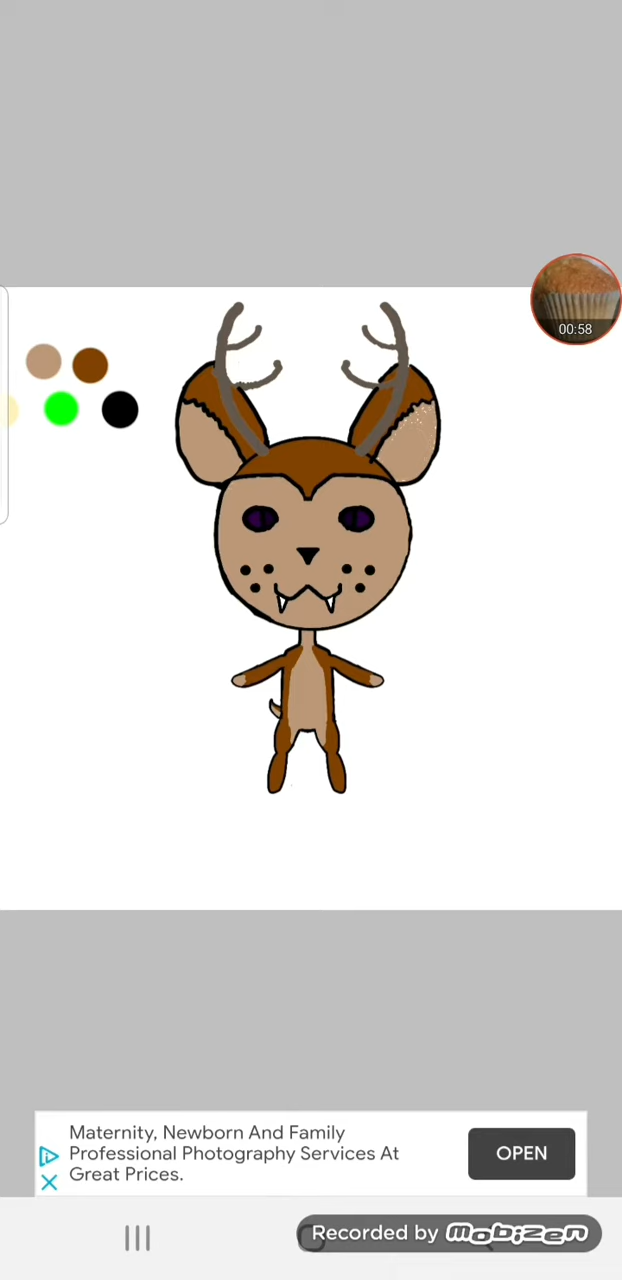 00:58
Maternity, Newborn And Family
Professional Photography Services At
Great Prices.
OPEN
Recorded by mobizen